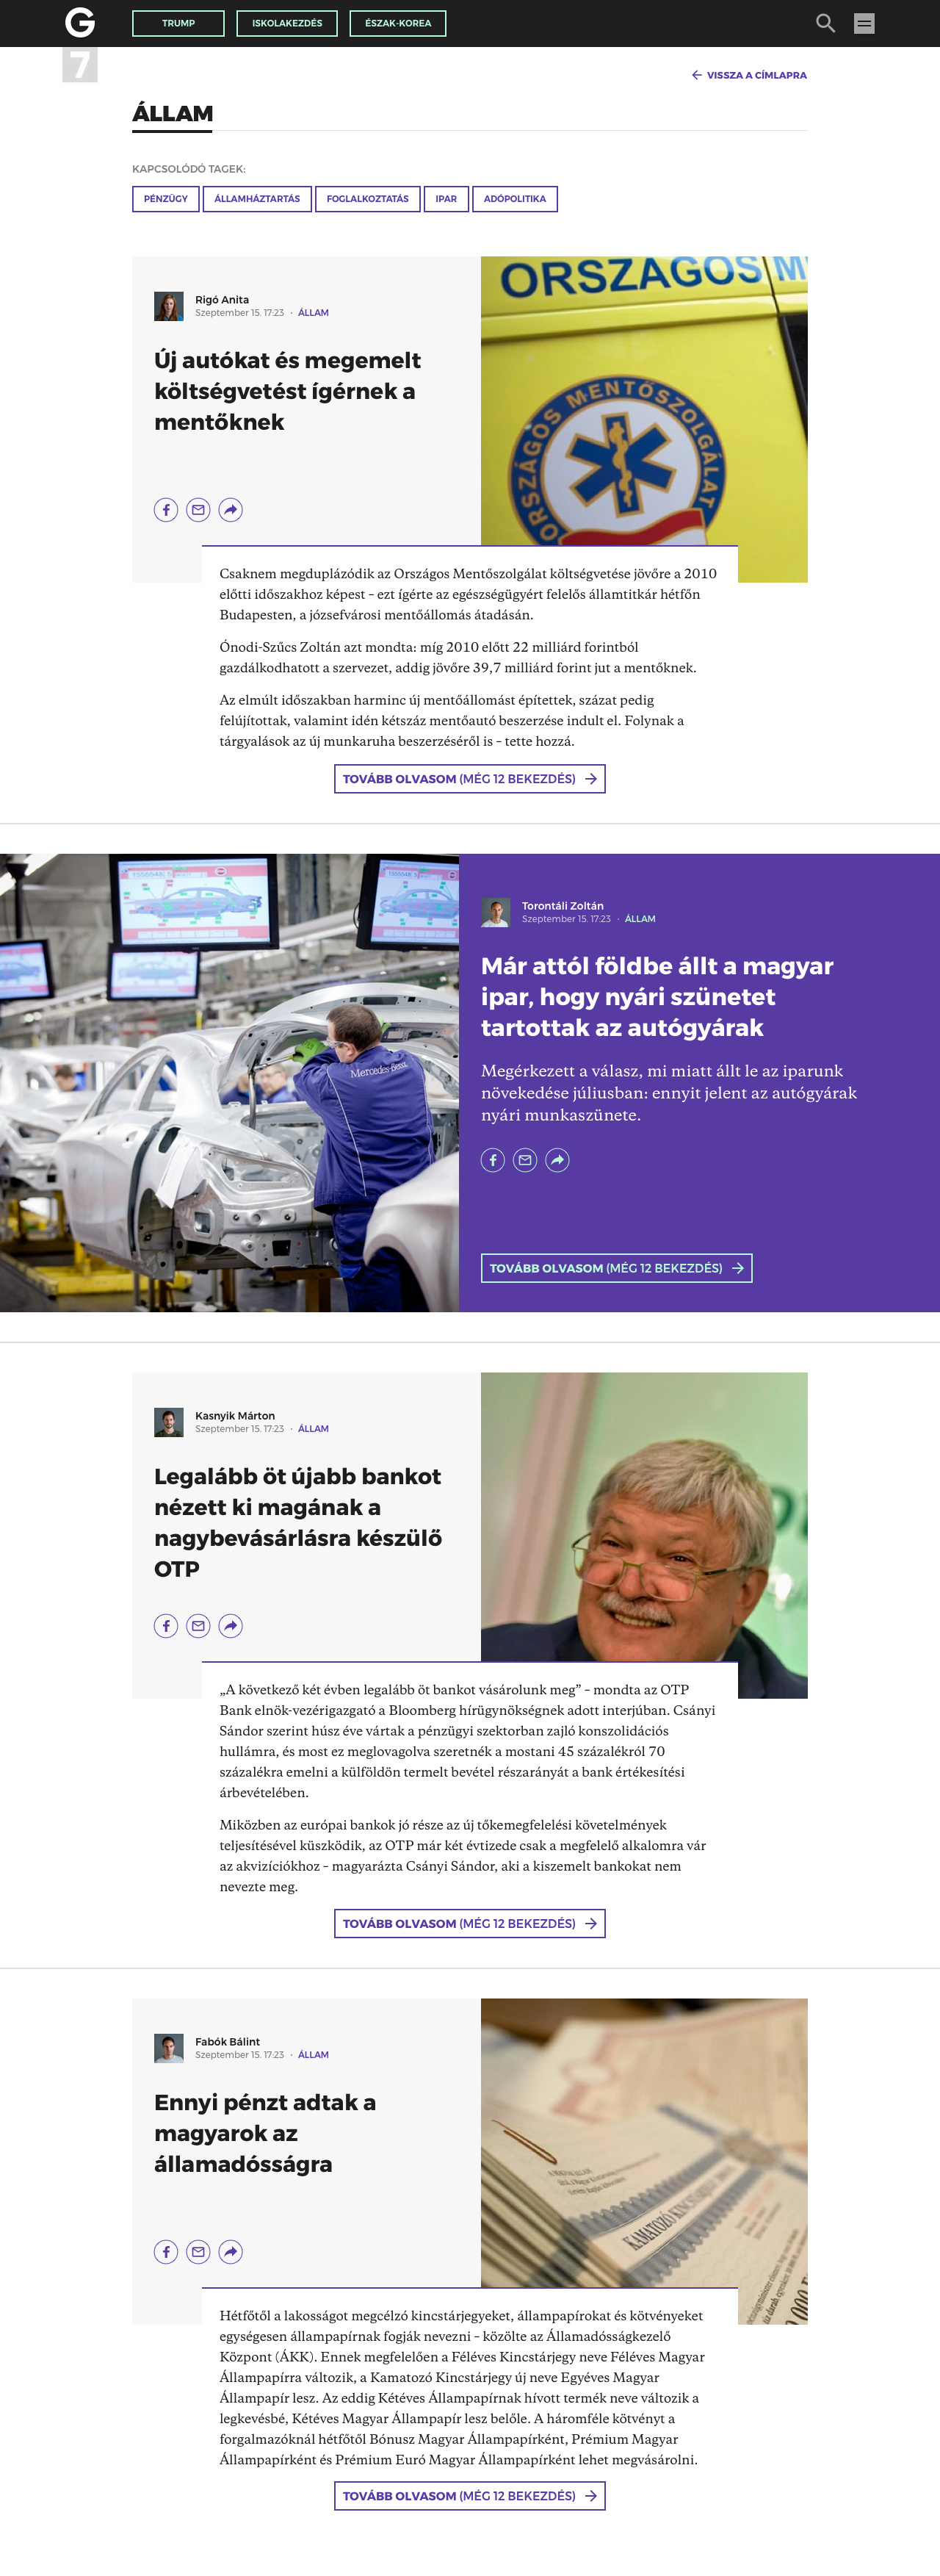 G
TRUMP
ISKOLAKEZDÉS
ÉSZAK-KOREA
7
VISSZA A CÍMLAPRA
ÁLLAM
KAPCSOLÓDÓ TAGEK:
PÉNZÜGY
ÁLLAMHÁZTARTÁS
FOGLALKOZTATÁS
IPAR
ADÓPOLITIKA
Rigó Anita
Szeptember 15. 17:23 · ÁLLAM
Új autókat és megemelt
költségvetést ígérnek a
mentőknek
ORSZÁGOS M
ORSZÁGOS MENTŐSZOLGÁLAT
Csaknem megduplázódik az Országos Mentőszolgálat költségvetése jövőre a 2010
előtti időszakhoz képest – ezt ígérte az egészségügyért felelős államtitkár hétfőn
Budapesten, a józsefvárosi mentőállomás átadásán.
Ónodi-Szűcs Zoltán azt mondta: míg 2010 előtt 22 milliárd forintból
gazdálkodhatott a szervezet, addig jövőre 39,7 milliárd forint jut a mentőknek.
Az elmúlt időszakban harminc új mentőállomást építettek, százat pedig
felújítottak, valamint idén kétszáz mentőautó beszerzése indult el. Folynak a
tárgyalások az új munkaruha beszerzéséről is – tette hozzá.
TOVÁBB OLVASOM (MÉG 12 BEKEZDÉS)
Mercedes-Benz
Torontáli Zoltán
Szeptember 15. 17:23 · ÁLLAM
Már attól földbe állt a magyar
ipar, hogy nyári szünetet
tartottak az autógyárak
Megérkezett a válasz, mi miatt állt le az iparunk
növekedése júliusban: ennyit jelent az autógyárak
nyári munkaszünete.
TOVÁBB OLVASOM (MÉG 12 BEKEZDÉS)
Kasnyik Márton
Szeptember 15. 17:23 · ÁLLAM
Legalább öt újabb bankot
nézett ki magának a
nagybevásárlásra készülő
OTP
„A következő két évben legalább öt bankot vásárolunk meg” – mondta az OTP
Bank elnök-vezérigazgató a Bloomberg hírügynökségnek adott interjúban. Csányi
Sándor szerint húsz éve vártak a pénzügyi szektorban zajló konszolidációs
hullámra, és most ez meglovagolva szeretnék a mostani 45 százalékról 70
százalékra emelni a külföldön termelt bevétel részarányát a bank értékesítési
árbevételében.
Miközben az európai bankok jó része az új tőkemegfelelési követelmények
teljesítésével küszködik, az OTP már két évtizede csak a megfelelő alkalomra vár
az akvizíciókhoz – magyarázta Csányi Sándor, aki a kiszemelt bankokat nem
nevezte meg.
TOVÁBB OLVASOM (MÉG 12 BEKEZDÉS)
Fabók Bálint
Szeptember 15. 17:23 · ÁLLAM
Ennyi pénzt adtak a
magyarok az
államadósságra
KAMATOZÓ KINCS
Hétfőtől a lakosságot megcélzó kincstárjegyeket, állampapírokat és kötvényeket
egységesen állampapírnak fogják nevezni – közölte az Államadósságkezelő
Központ (ÁKK). Ennek megfelelően a Féléves Kincstárjegy neve Féléves Magyar
Állampapírra változik, a Kamatozó Kincstárjegy új neve Egyéves Magyar
Állampapír lesz. Az eddig Kétéves Állampapírnak hívott termék neve változik a
legkevésbé, Kétéves Magyar Állampapír lesz belőle. A háromféle kötvényt a
forgalmazóknál hétfőtől Bónusz Magyar Állampapírként, Prémium Magyar
Állampapírként és Prémium Euró Magyar Állampapírként lehet megvásárolni.
TOVÁBB OLVASOM (MÉG 12 BEKEZDÉS)